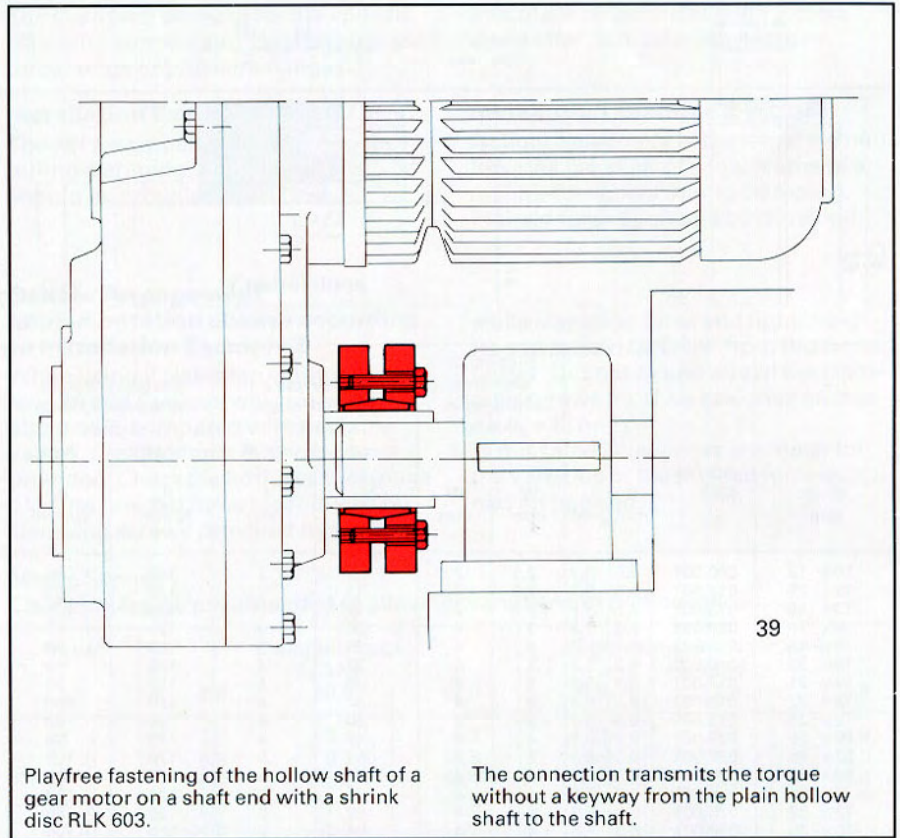 39
Playfree fastening of the hollow shaft of a
gear motor on a shaft end with a shrink
disc RLK 603.
The connection transmits the torque
without a keyway from the plain hollow
shaft to the shaft.